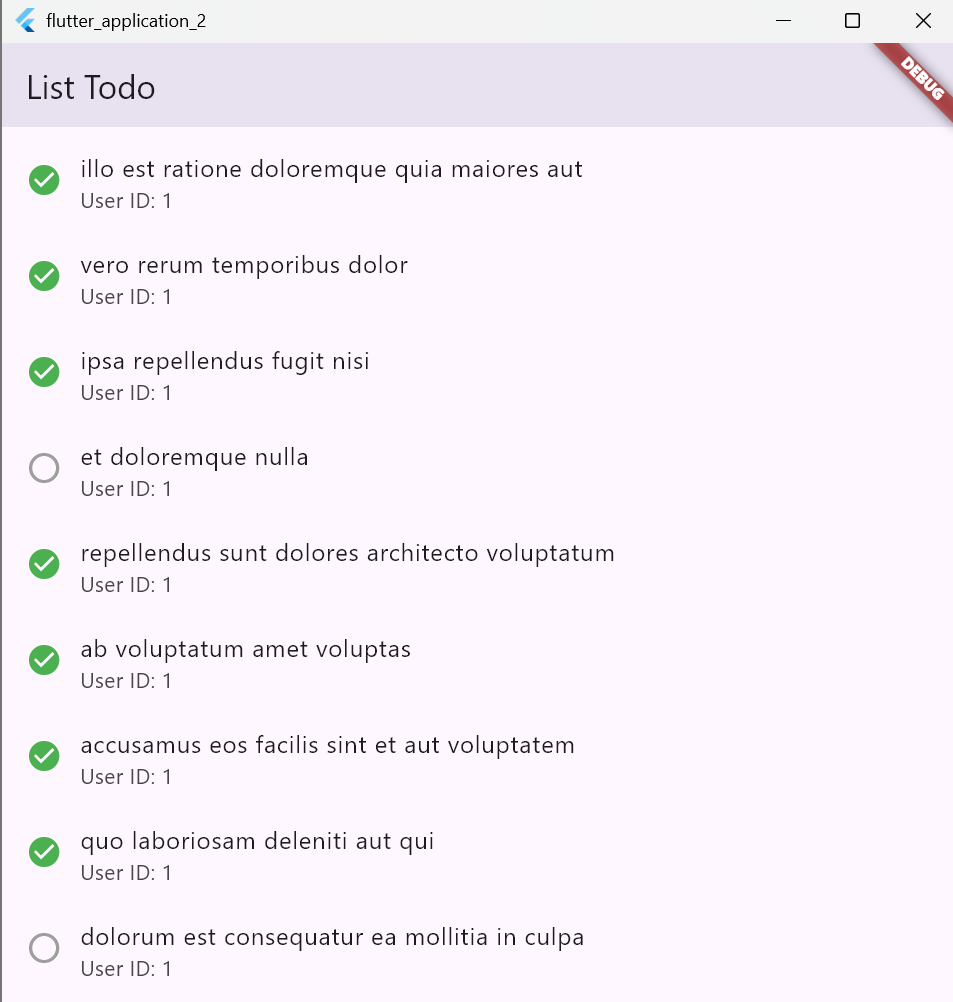 flutter_application_2
List Todo
DEBUG
illo est ratione doloremque quia maiores aut
User ID: 1
vero rerum temporibus dolor
User ID: 1
ipsa repellendus fugit nisi
User ID: 1
et doloremque nulla
User ID: 1
repellendus sunt dolores architecto voluptatum
User ID: 1
ab voluptatum amet voluptas
User ID: 1
accusamus eos facilis sint et aut voluptatem
User ID: 1
quo laboriosam deleniti aut qui
User ID: 1
dolorum est consequatur ea mollitia in culpa
User ID: 1